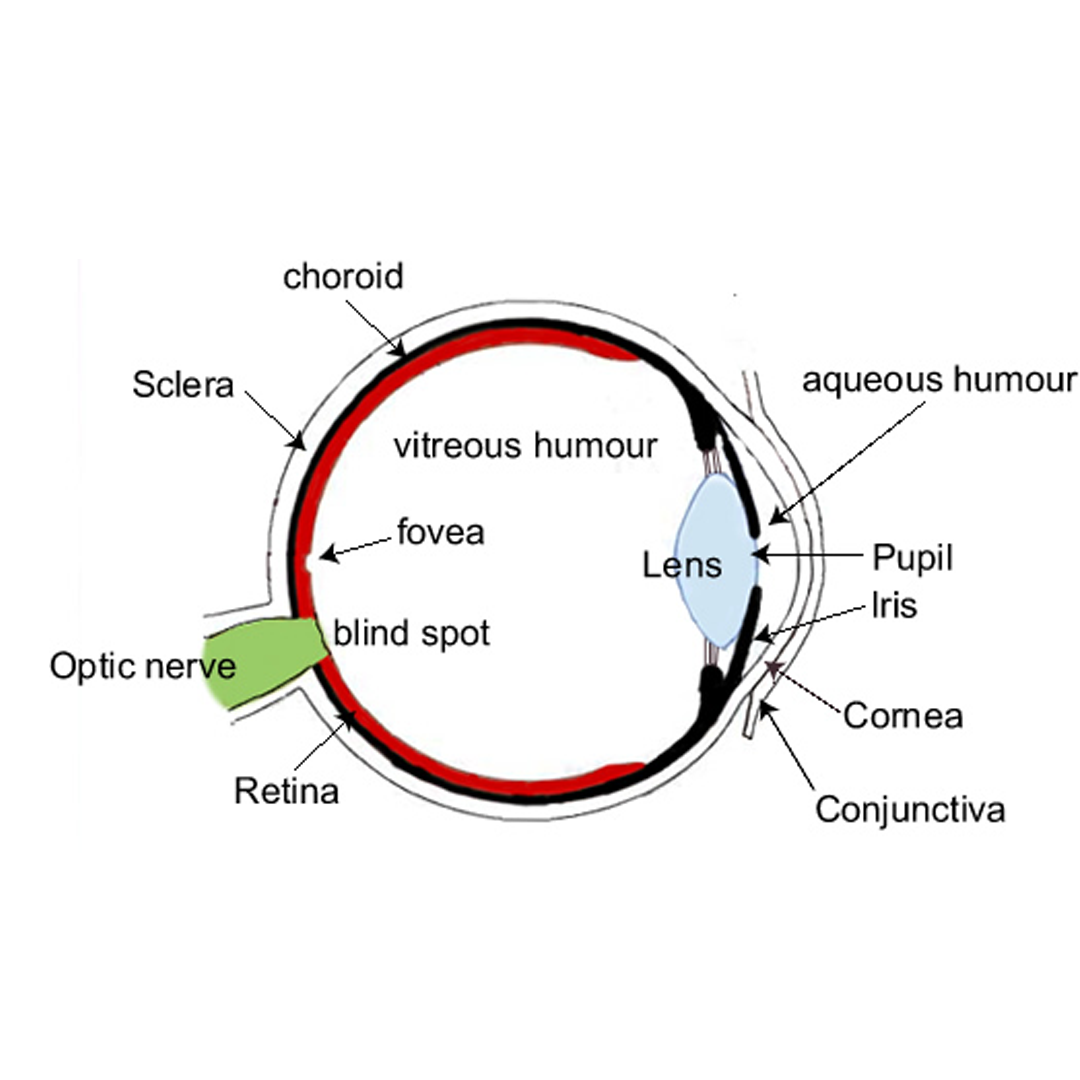 choroid
Sclera
aqueous humour
vitreous humour
fovea
Pupil
Lens
Iris
blind spot
Optic nerve
Cornea
Retina
Conjunctiva